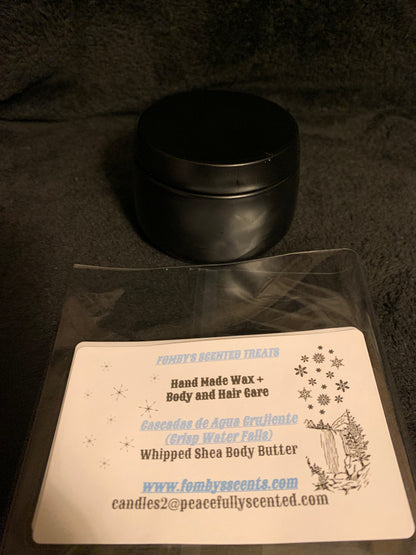 FOMBY'S SCENTED TREATS
Hand Made Wax +
Body and Hair Care
Cascadas de Agua Crujiente
(Crisp Water Falls)
Whipped Shea Body Butter
www.fombysscents.com
candles2@peacefullyscented.com